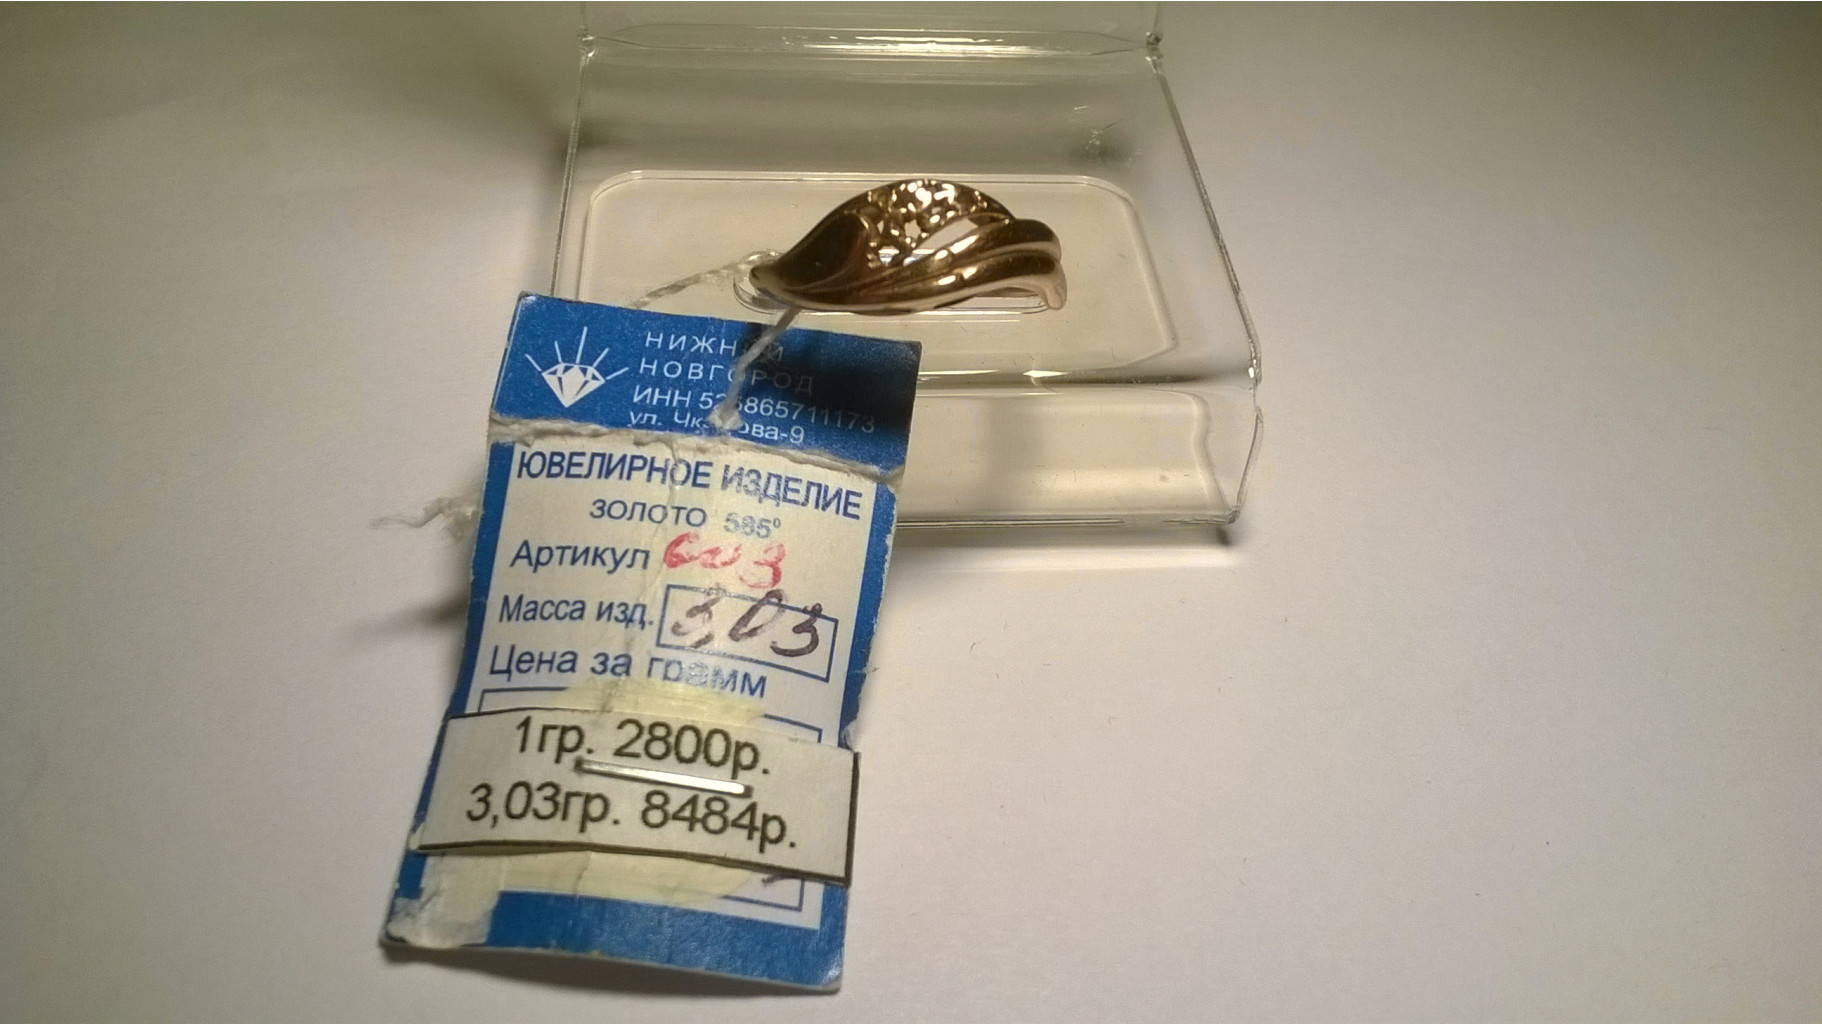 НИЖНИЙ
НОВГОРОД
ИНН
ул.
ЮВЕЛИРНОЕ ИЗДЕЛИЕ
ЗОЛОТО 585°
Артикул
Масса изд. 3,03
Цена за грамм
1гр. 2800р.
3,03гр. 8484р.